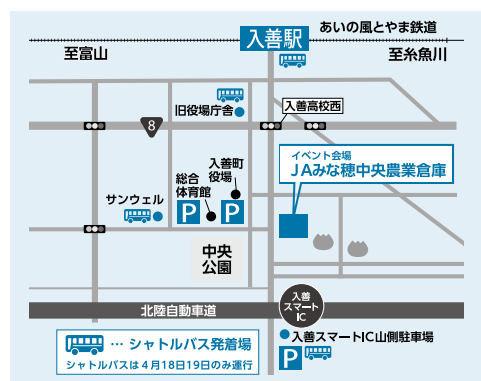 あいの風とやま鉄道
入善駅
至富山
至糸魚川
旧役場庁舎
入善高校西
8
入善町
役場
イベント会場
JAみな穂中央農業倉庫
総合
体育館
サンウェル
P
P
中央
公園
北陸自動車道
入善
スマート
IC
入善スマートIC山側駐車場
P
… シャトルバス発着場
シャトルバスは4月18日19日のみ運行